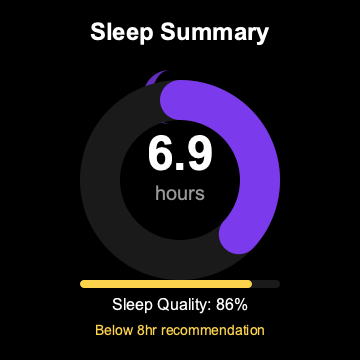 Sleep Summary
6.9
hours
Sleep Quality: 86%
Below 8hr recommendation